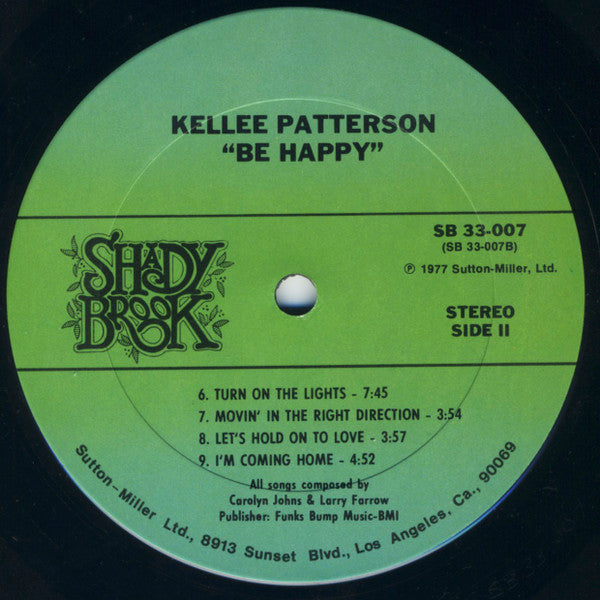 KELLEE PATTERSON
“BE HAPPY”
SHADY
BROOK
SB 33-007
(SB 33-007B)
℗ 1977 Sutton-Miller, Ltd.
STEREO
SIDE II
6. TURN ON THE LIGHTS - 7:45
7. MOVIN' IN THE RIGHT DIRECTION - 3:54
8. LET'S HOLD ON TO LOVE - 3:57
9. I'M COMING HOME - 4:52
All songs composed by
Carolyn Johns & Larry Farrow
Publisher: Funks Bump Music-BMI
Sutton-Miller Ltd., 8913 Sunset Blvd., Los Angeles, Ca., 90069